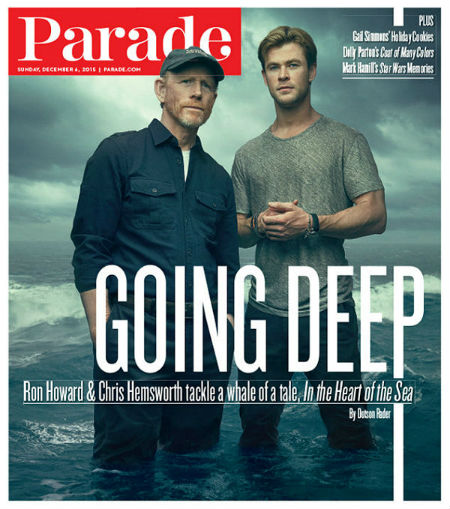 Parade
SUNDAY, DECEMBER 6, 2015 | PARADE.COM
PLUS
Gail Simmons' Holiday Cookies
Dolly Parton's Coat of Many Colors
Mark Hamill's Star Wars Memories
GOING DEEP
Ron Howard & Chris Hemsworth tackle a whale of a tale, In the Heart of the Sea
By Dotson Rader